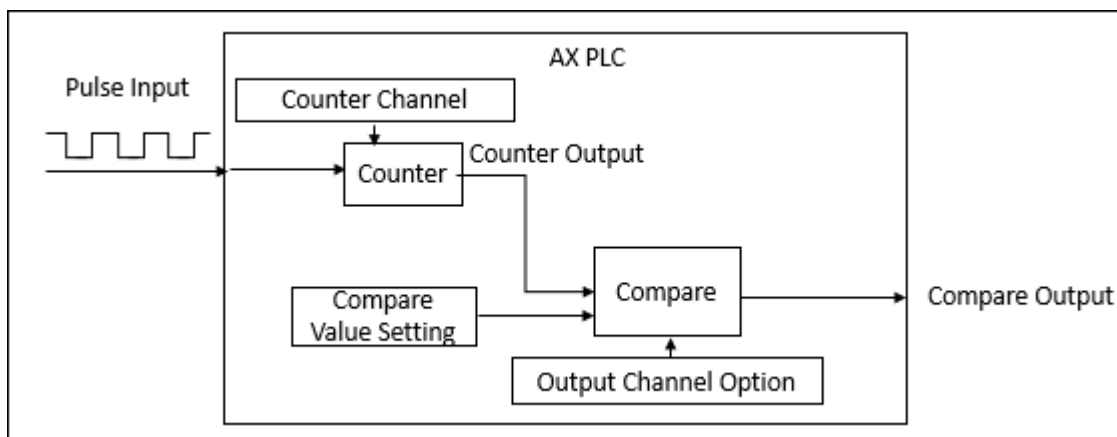 AX PLC
Pulse Input
Counter Channel
Counter Output
Counter
Compare
Compare
Value Setting
Compare Output
Output Channel Option